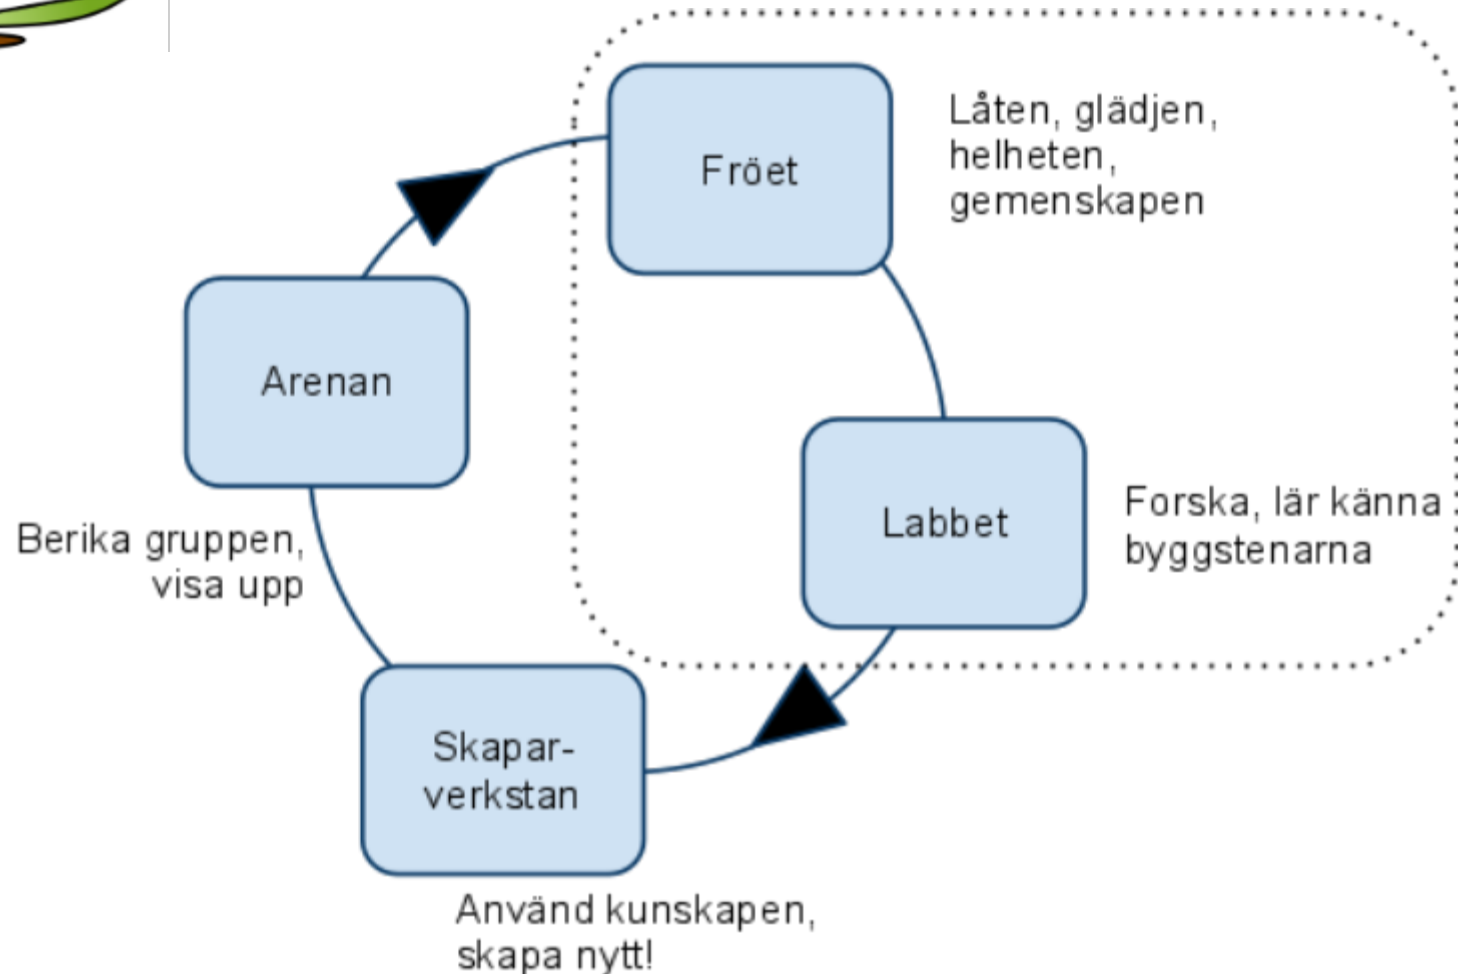 Fröet
Låten, glädjen,
helheten,
gemenskapen
Arenan
Labbet
Forska, lär känna
byggstenarna
Berika gruppen,
visa upp
Skapar-
verkstan
Använd kunskapen,
skapa nytt!